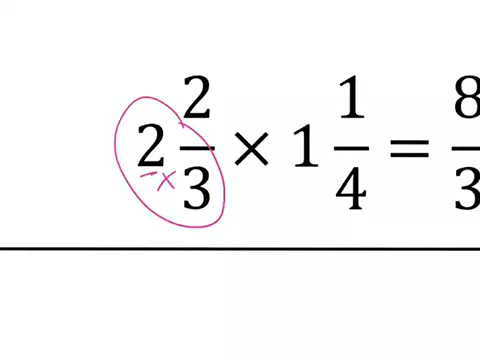 2 2/3 × 1 1/4 = 8/3
×